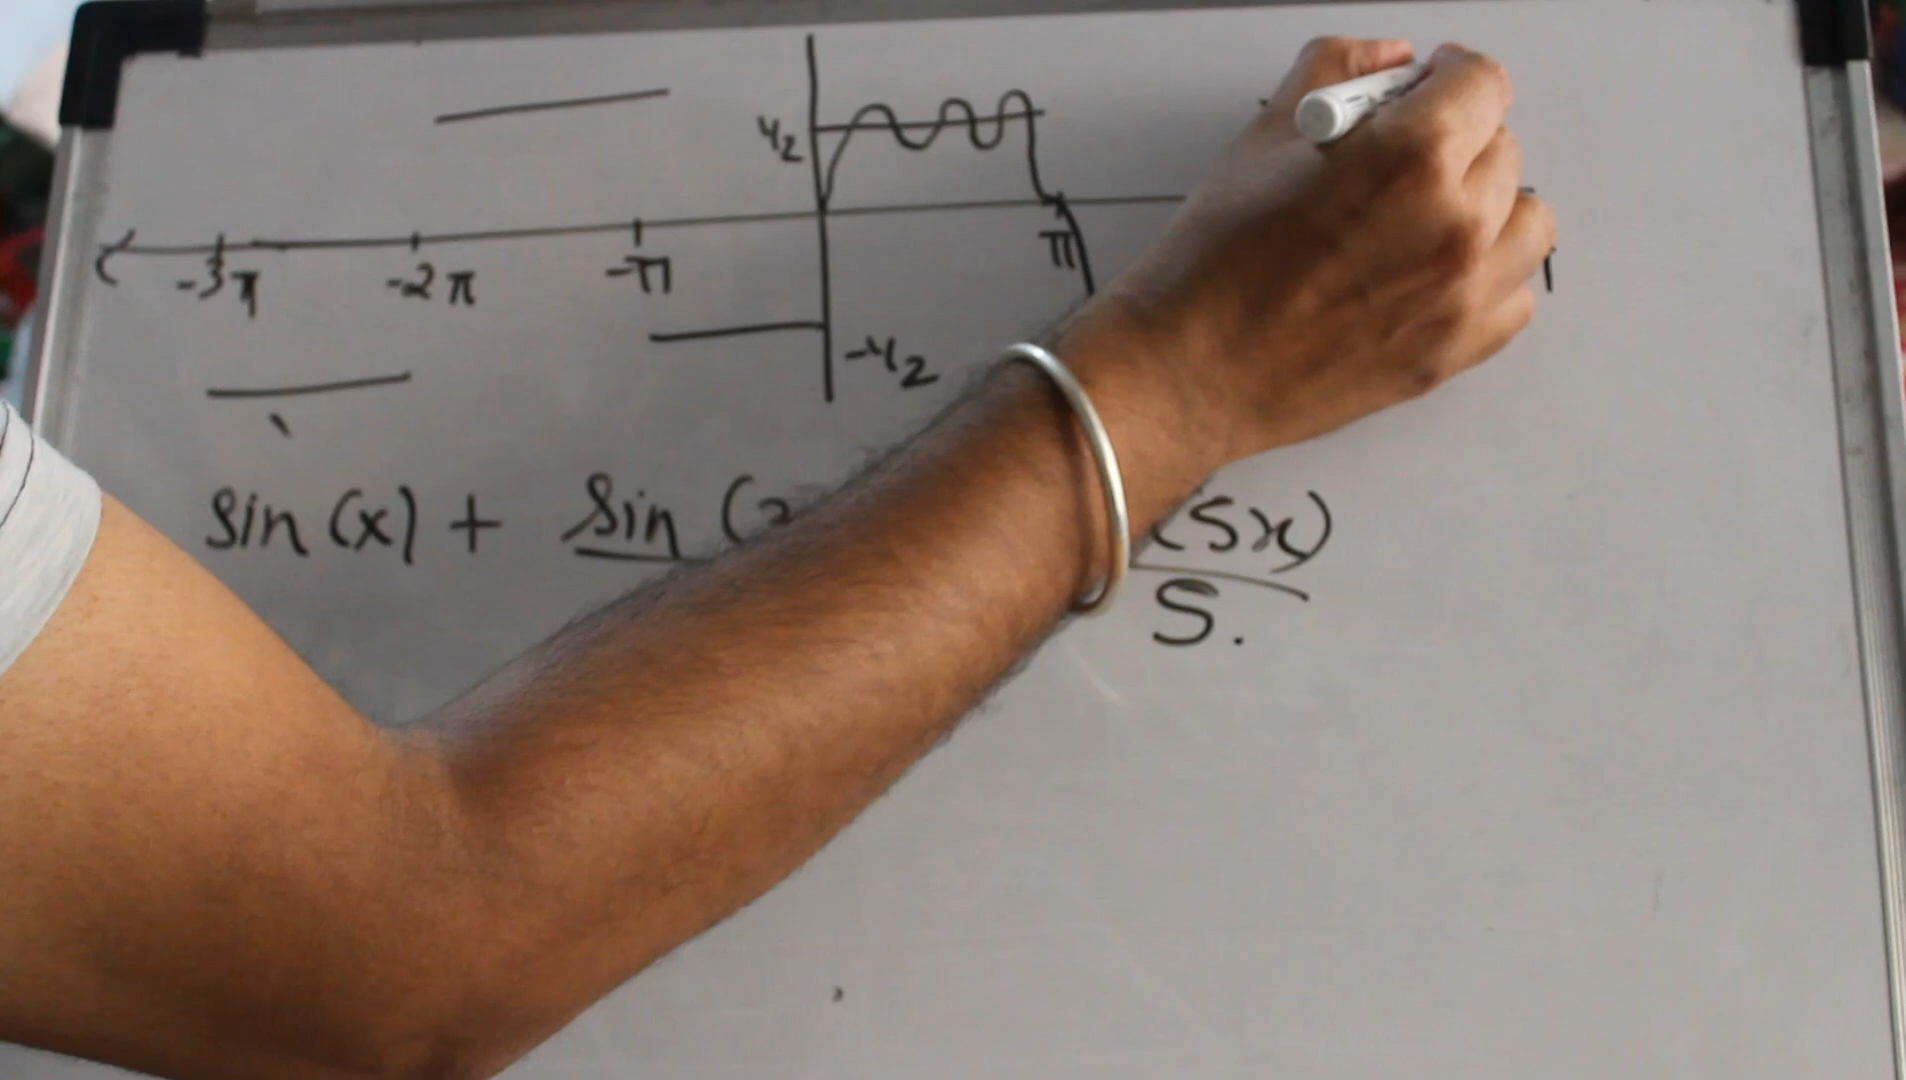 ½
-3π -2π -π π
-½
sin(x) + sin(3 (5x)
5.